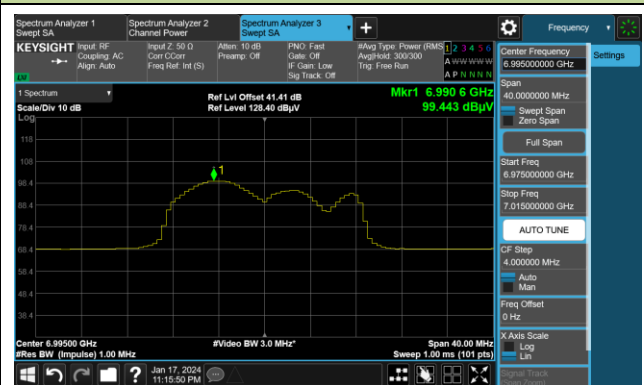 Spectrum Analyzer 1
Swept SA
Spectrum Analyzer 2
Channel Power
Spectrum Analyzer 3
Swept SA
Frequency
KEYSIGHT
Input: RF
Coupling: AC
Align: Auto
Input Z: 50 Ω
Corr CCorr
Freq Ref: Int (S)
Atten: 10 dB
Preamp: Off
PNO: Fast
Gate: Off
IF Gain: Low
Sig Track: Off
#Avg Type: Power (RMS
Avg|Hold: 300/300
Trig: Free Run
1 2 3 4 5 6
A W W W W W
A P N N N N
Center Frequency
6.995000000 GHz
Settings
Span
40.0000000 MHz
Swept Span
Zero Span
Full Span
Start Freq
6.975000000 GHz
Stop Freq
7.015000000 GHz
AUTO TUNE
CF Step
4.000000 MHz
Auto
Man
Freq Offset
0 Hz
X Axis Scale
Log
Lin
Signal Track
(Span Zoom)
1 Spectrum
Scale/Div 10 dB
Log
Ref Lvl Offset 41.41 dB
Ref Level 128.40 dBµV
Mkr1 6.990 6 GHz
99.443 dBµV
118
108
98.4
88.4
78.4
68.4
58.4
48.4
38.4
1
Center 6.99500 GHz
#Res BW (Impulse) 1.00 MHz
#Video BW 3.0 MHz*
Span 40.00 MHz
Sweep 1.00 ms (101 pts)
?
Jan 17, 2024
11:15:50 PM